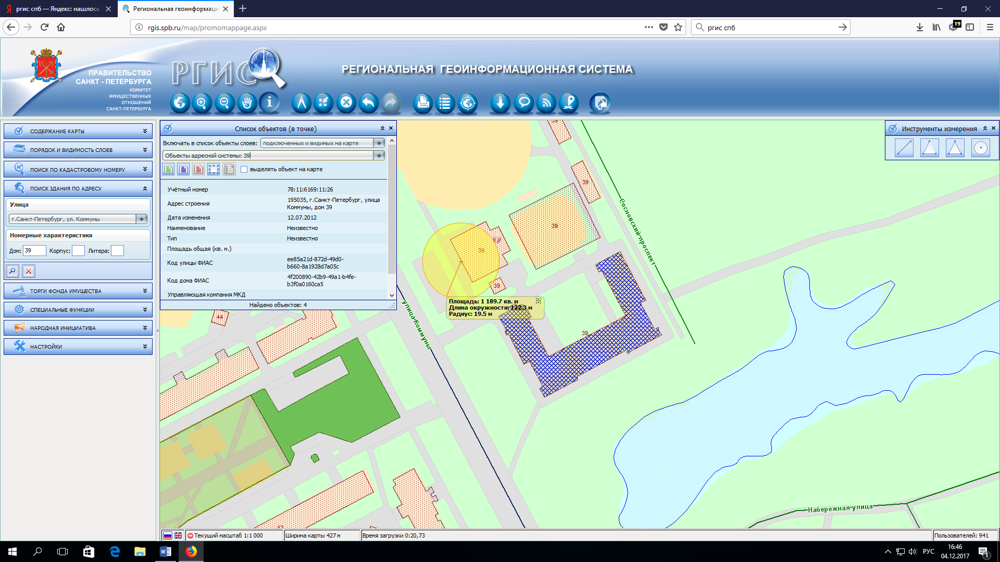 ргис спб — Яндекс: нашлось
Региональная геоинформаци
rgis.spb.ru/map/promomappage.aspx
ргис спб
19
ПРАВИТЕЛЬСТВО
САНКТ - ПЕТЕРБУРГА
КОМИТЕТ
ИМУЩЕСТВЕННЫХ
ОТНОШЕНИЙ
САНКТ-ПЕТЕРБУРГА
РГИС
РЕГИОНАЛЬНАЯ ГЕОИНФОРМАЦИОННАЯ СИСТЕМА
СОДЕРЖАНИЕ КАРТЫ
ПОРЯДОК И ВИДИМОСТЬ СЛОЕВ
ПОИСК ПО КАДАСТРОВОМУ НОМЕРУ
ПОИСК ЗДАНИЯ ПО АДРЕСУ
Улица
г.Санкт-Петербург, ул. Коммуны
Номерные характеристики
Дом: 39 Корпус: Литера:
ТОРГИ ФОНДА ИМУЩЕСТВА
СПЕЦИАЛЬНЫЕ ФУНКЦИИ
НАРОДНАЯ ИНИЦИАТИВА
НАСТРОЙКИ
Список объектов (в точке)
Включать в список объекты слоев: подключенных и видимых на карте
Объекты адресной системы: 39
выделять объект на карте
Учётный номер 78:11:6169:11:26
Адрес строения 195035, г.Санкт-Петербург, улица
Коммуны, дом 39
Дата изменения 12.07.2012
Наименование Неизвестно
Тип Неизвестно
Площадь общая (кв. м.)
Код улицы ФИАС ee85a21d-872d-49d0-
b660-8a1928d7a05c
Код дома ФИАС 4f200890-42b9-49a1-b4fe-
b3f0a0160ca5
Управляющая компания МКД
Найдено объектов: 4
Инструменты измерения
39
39
39
39
39
39
44
42
Сосновский проспект
улица Коммуны
Набережная улица
Площадь: 1 189.7 кв. м
Длина окружности: 122.3 м
Радиус: 19.5 м
Текущий масштаб 1:1 000
Ширина карты 427 м
Время загрузки 0:20,73
Пользователей: 941
РУС
16:46
04.12.2017
1